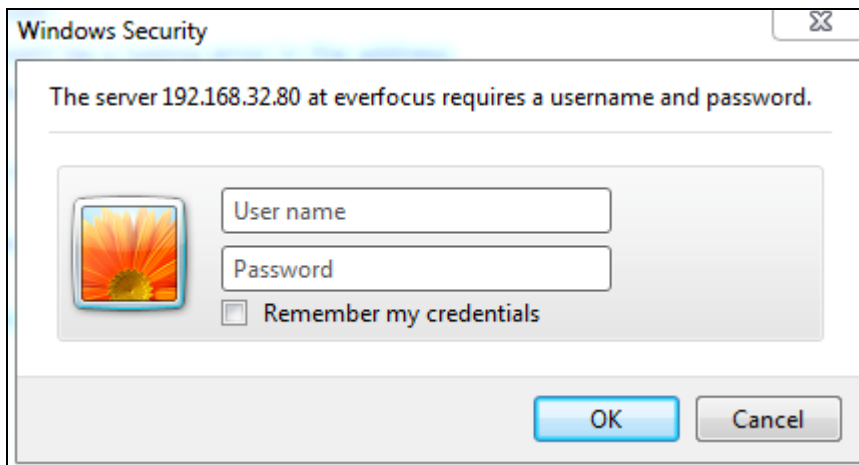 Windows Security
The server 192.168.32.80 at everfocus requires a username and password.
User name
Password
Remember my credentials
OK
Cancel